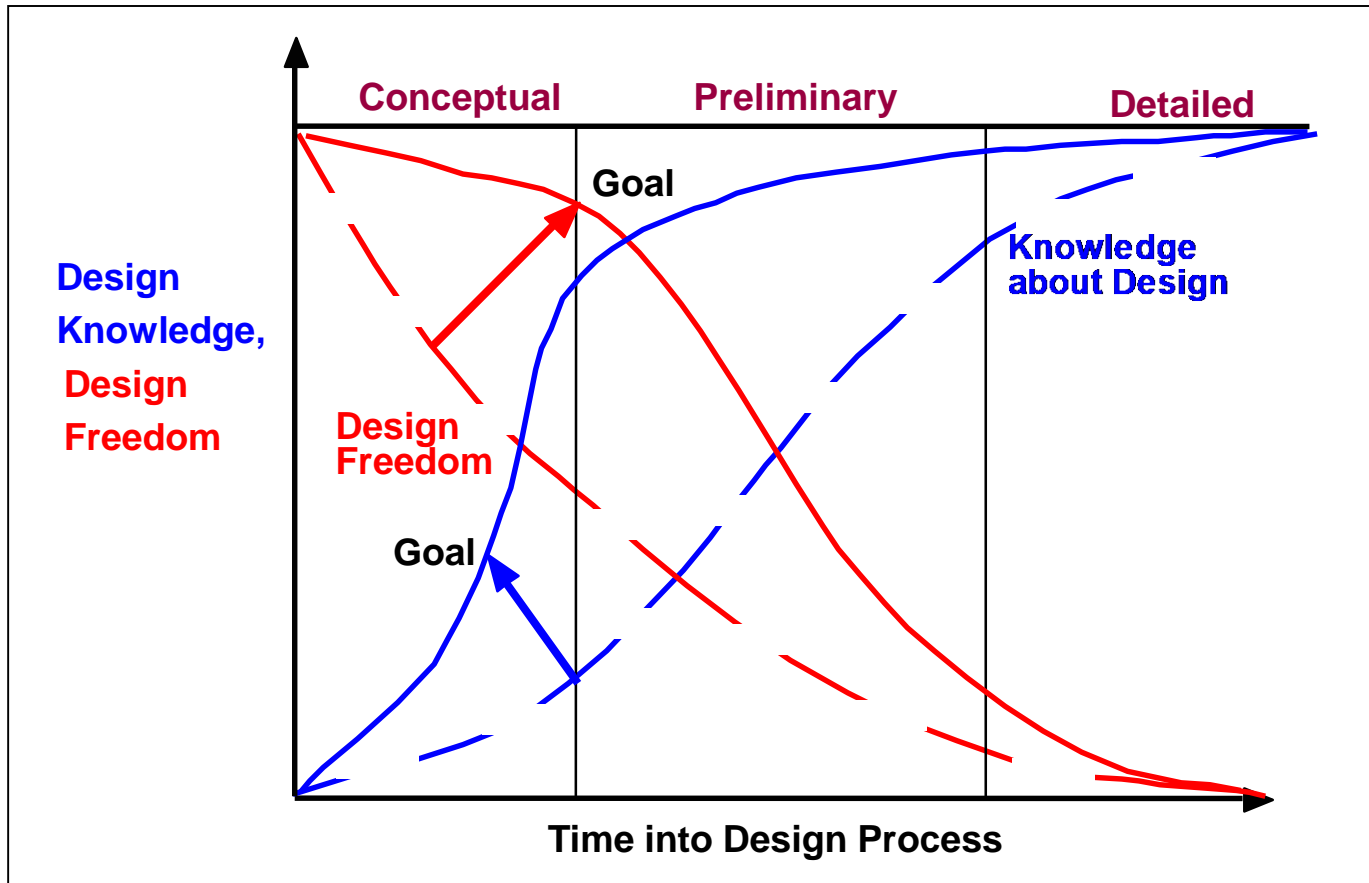 Conceptual
Preliminary
Detailed
Goal
Design
Knowledge,
Design
Freedom
Knowledge
about Design
Design
Freedom
Goal
Time into Design Process